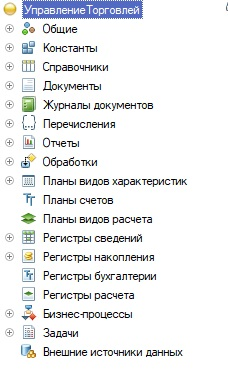 УправлениеТорговлей
Общие
Константы
Справочники
Документы
Журналы документов
Перечисления
Отчеты
Обработки
Планы видов характеристик
Планы счетов
Планы видов расчета
Регистры сведений
Регистры накопления
Регистры бухгалтерии
Регистры расчета
Бизнес-процессы
Задачи
Внешние источники данных